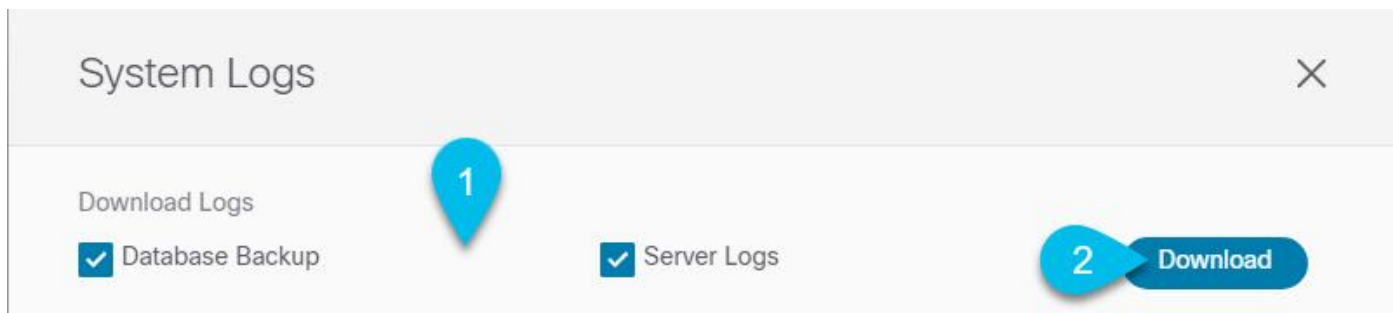 System Logs
1
Download Logs
Database Backup
Server Logs
2
Download